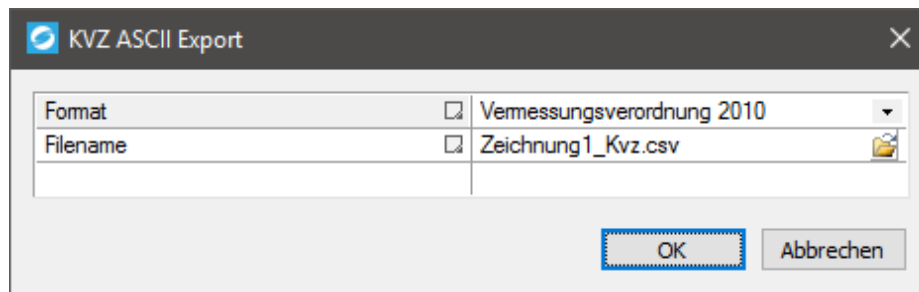 KVZ ASCII Export
Format Vermessungsverordnung 2010
Filename Zeichnung1_Kvz.csv
OK Abbrechen